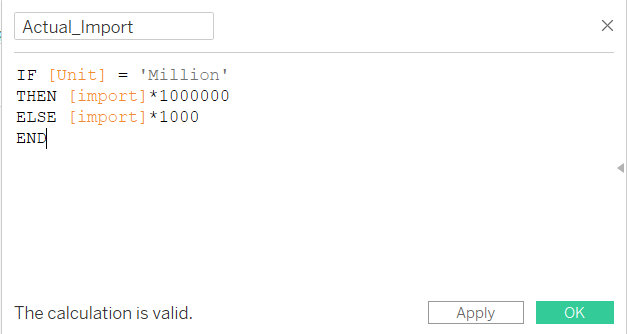 Actual_Import
IF [Unit] = 'Million'
THEN [import]*1000000
ELSE [import]*1000
END
The calculation is valid.
Apply
OK